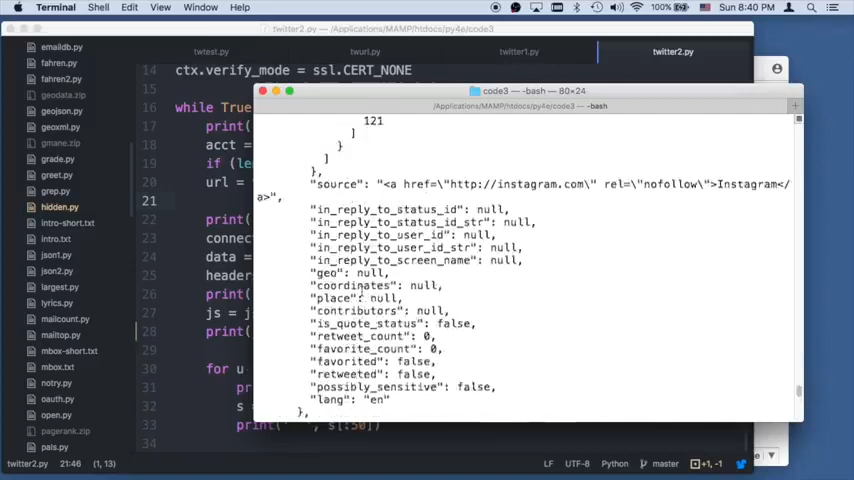 Terminal Shell Edit View Window Help 100% Sun 8:40 PM
twitter2.py — /Applications/MAMP/htdocs/py4e/code3
twtest.py twurl.py twitter1.py twitter2.py
emaildb.py
fahren.py
fahren2.py
geodata.zip
geojson.py
geoxml.py
gmane.zip
grade.py
greet.py
grep.py
hidden.py
intro-short.txt
intro.txt
json1.py
json2.py
largest.py
lyrics.py
mailcount.py
mailtop.py
mbox-short.txt
mbox.txt
notry.py
oauth.py
open.py
pagerank.zip
pals.py
14 ctx.verify_mode = ssl.CERT_NONE
15
16 while True
17 print(
18 acct =
19 if (le
20 url = '
21
22 print(
23 connec
24 data =
25 header
26 print(
27 js = j
28 print(
29
30 for u
31 pr
32 s =
33 print(' ', s[:50])
34
code3 — -bash — 80×24
/Applications/MAMP/htdocs/py4e/code3 — -bash
121
]
}
]
},
"source": "<a href=\"http://instagram.com\" rel=\"nofollow\">Instagram</
a>",
"in_reply_to_status_id": null,
"in_reply_to_status_id_str": null,
"in_reply_to_user_id": null,
"in_reply_to_user_id_str": null,
"in_reply_to_screen_name": null,
"geo": null,
"coordinates": null,
"place": null,
"contributors": null,
"is_quote_status": false,
"retweet_count": 0,
"favorite_count": 0,
"favorited": false,
"retweeted": false,
"possibly_sensitive": false,
"lang": "en"
},
twitter2.py 21:46 (1, 13) LF UTF-8 Python master +1, -1